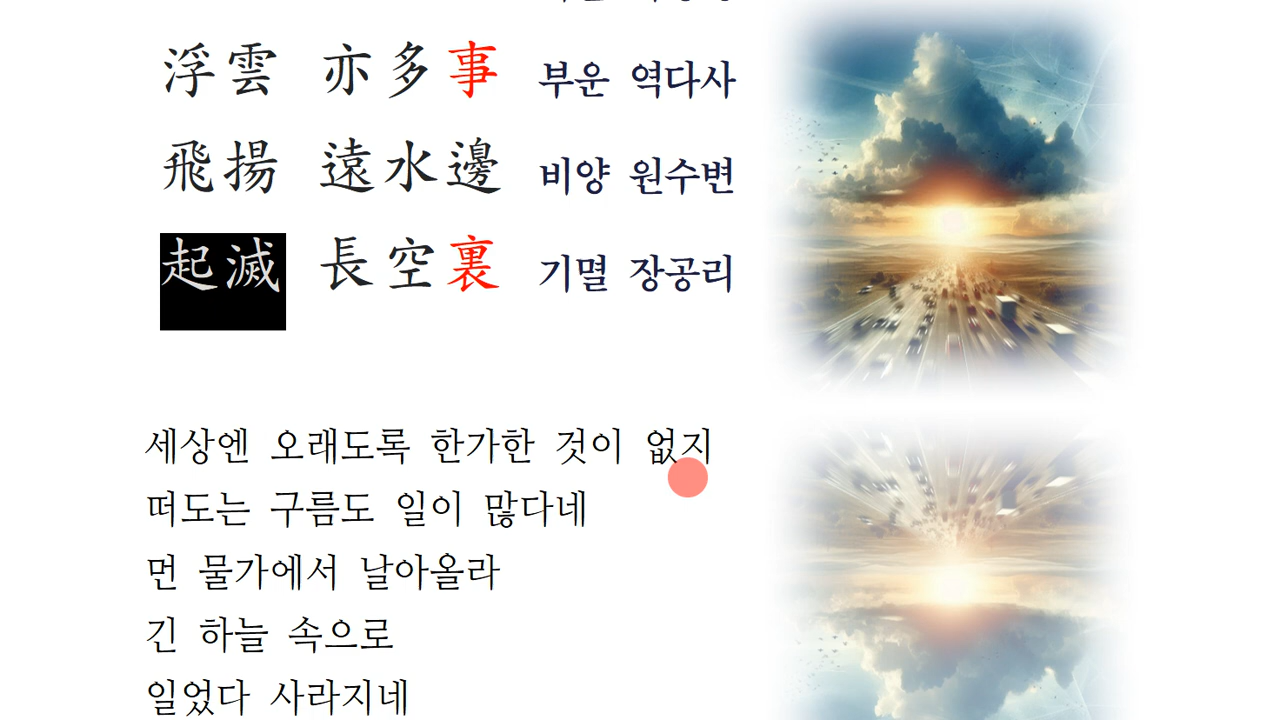 浮雲 亦多事 부운 역다사
飛揚 遠水邊 비양 원수변
起滅 長空裏 기멸 장공리
세상엔 오래도록 한가한 것이 없지
떠도는 구름도 일이 많다네
먼 물가에서 날아올라
긴 하늘 속으로
일었다 사라지네